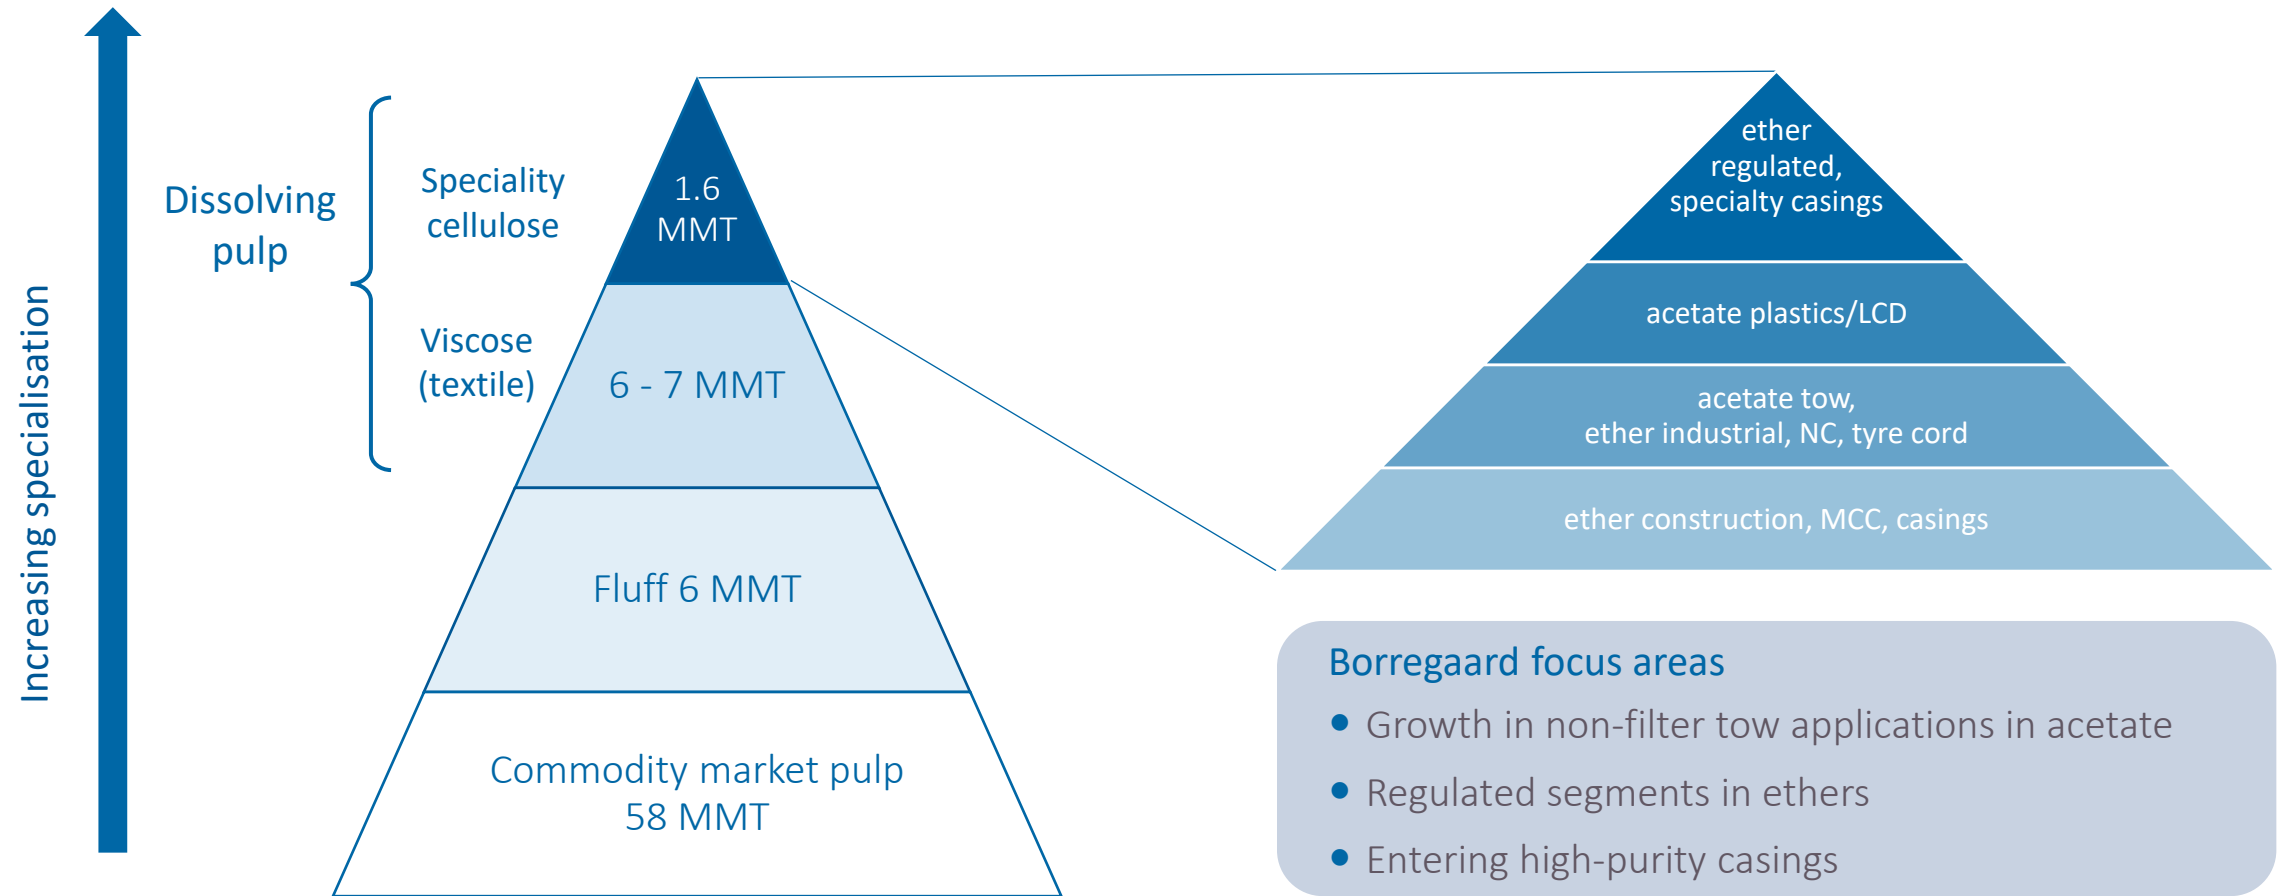 Increasing specialisation
Dissolving
pulp
Speciality
cellulose
Viscose
(textile)
1.6
MMT
6 - 7 MMT
Fluff 6 MMT
Commodity market pulp
58 MMT
ether
regulated,
specialty casings
acetate plastics/LCD
acetate tow,
ether industrial, NC, tyre cord
ether construction, MCC, casings
Borregaard focus areas
• Growth in non-filter tow applications in acetate
• Regulated segments in ethers
• Entering high-purity casings